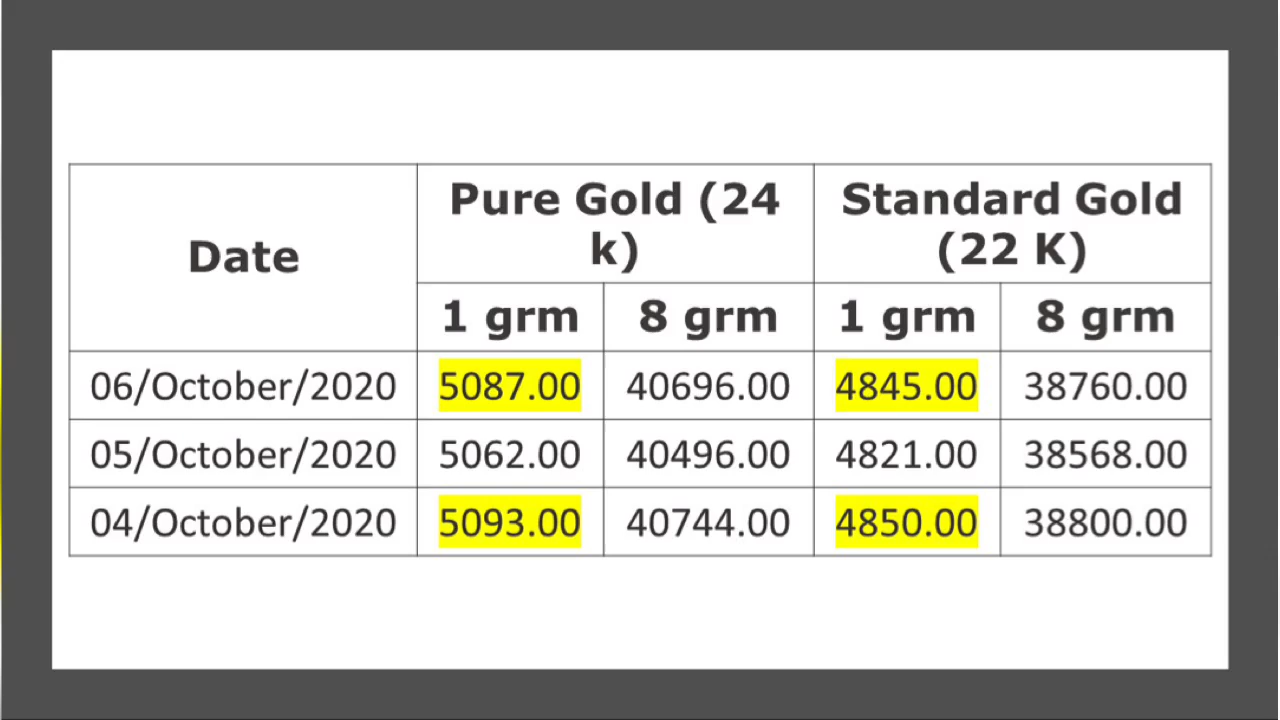 Date
Pure Gold (24
k)
Standard Gold
(22 K)
1 grm 8 grm 1 grm 8 grm
06/October/2020 5087.00 40696.00 4845.00 38760.00
05/October/2020 5062.00 40496.00 4821.00 38568.00
04/October/2020 5093.00 40744.00 4850.00 38800.00